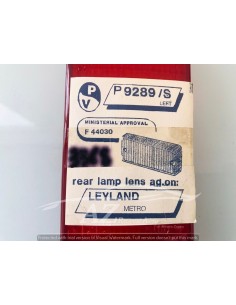 P V
P 9289/S
LEFT
MINISTERIAL APPROVAL
F 44030
rear lamp lens ad.on:
LEYLAND
METRO